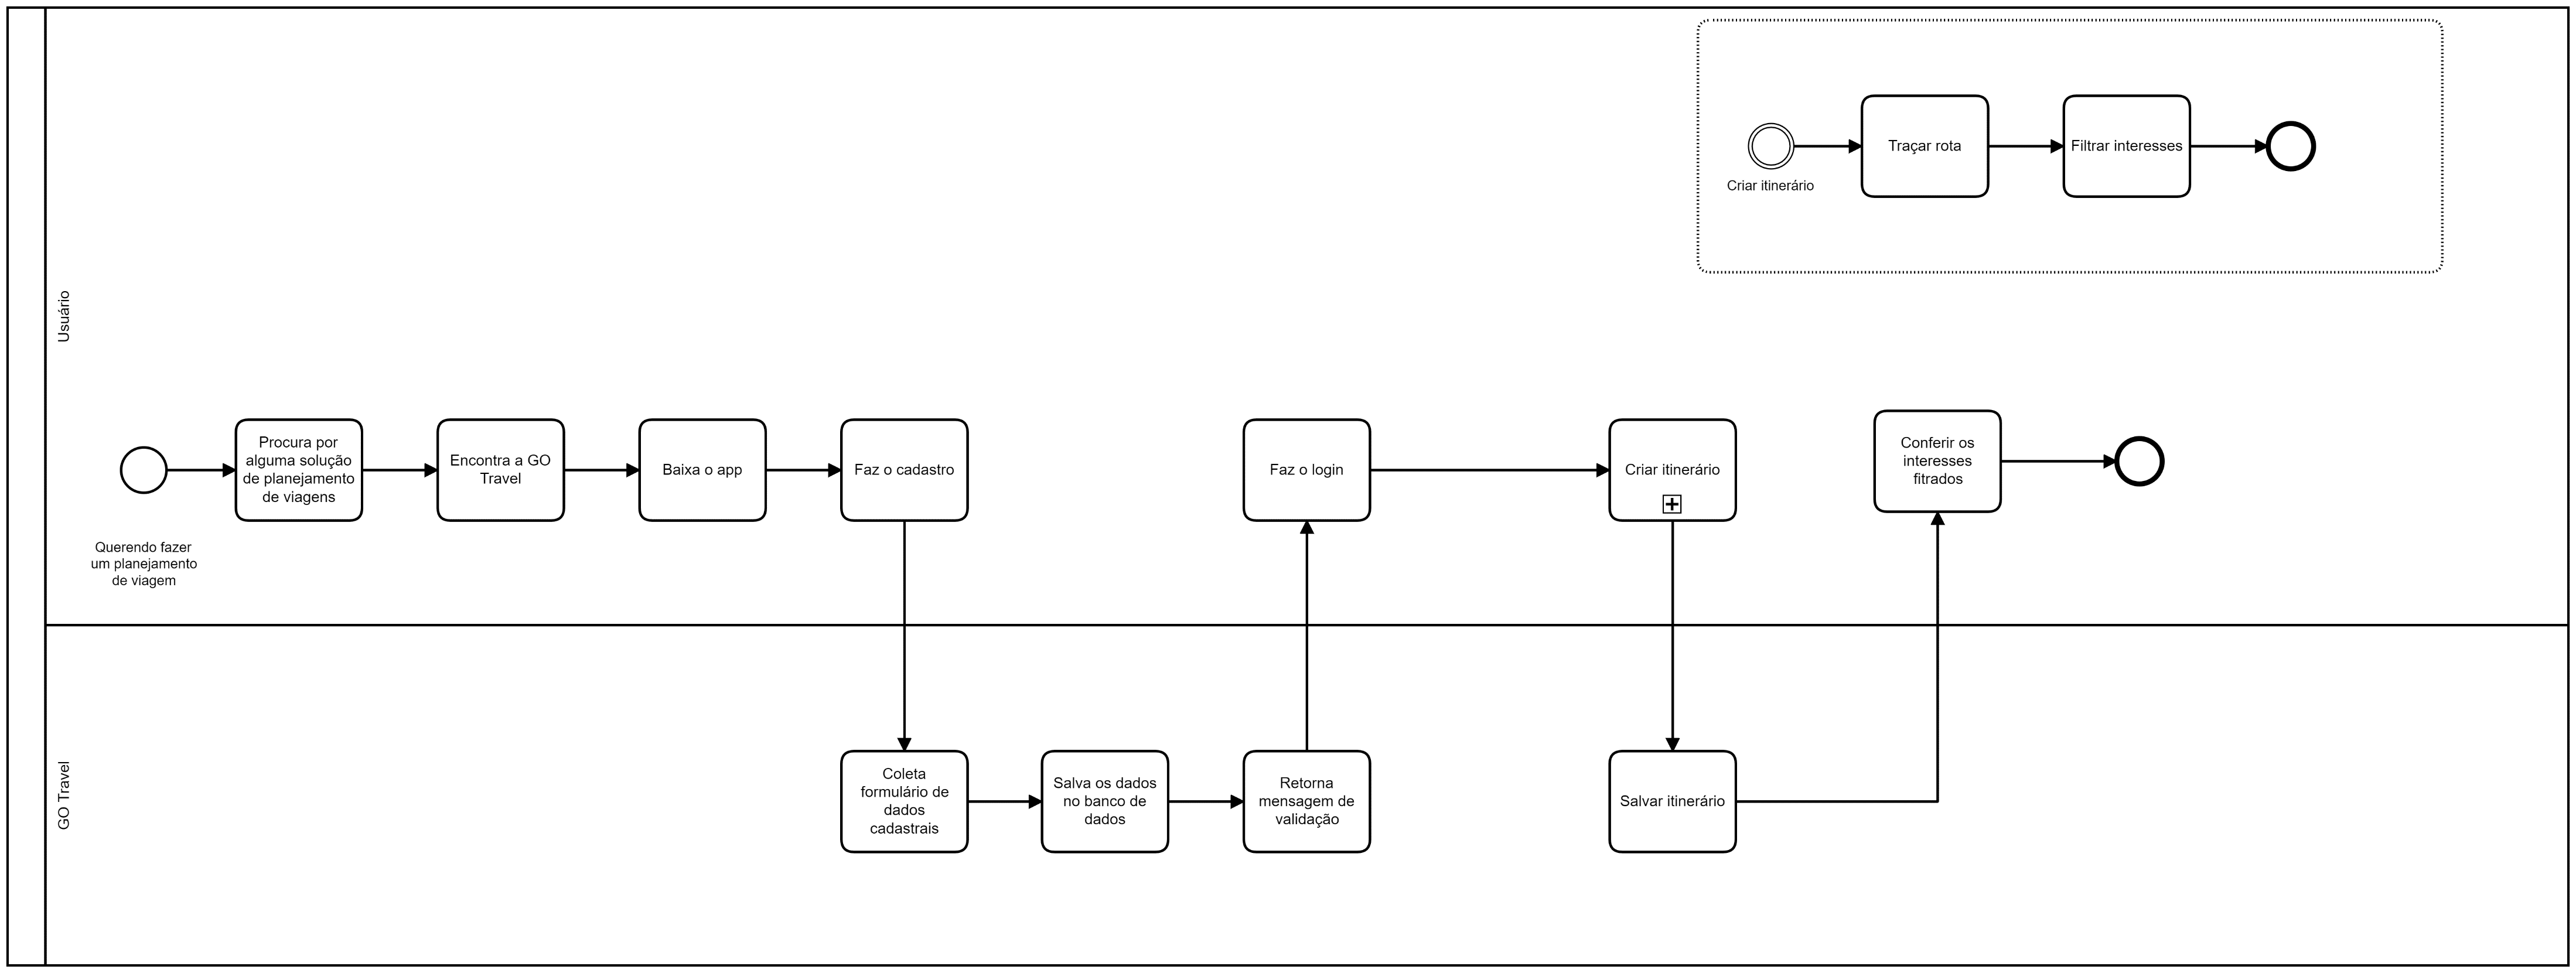 Criar itinerário
Traçar rota
Filtrar interesses
Usuário
Querendo fazer
um planejamento
de viagem
Procura por
alguma solução
de planejamento
de viagens
Encontra a GO
Travel
Baixa o app
Faz o cadastro
Faz o login
Criar itinerário
Conferir os
interesses
fitrados
GO Travel
Coleta
formulário de
dados
cadastrais
Salva os dados
no banco de
dados
Retorna
mensagem de
validação
Salvar itinerário